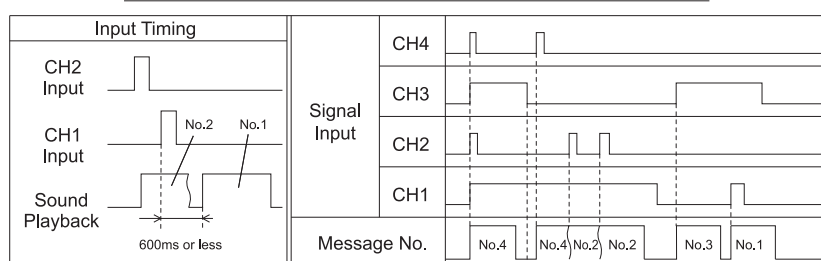 Input Timing
CH2
Input
CH1
Input
No.2
No.1
Sound
Playback
600ms or less
Signal
Input
CH4
CH3
CH2
CH1
Message No.
No.4
No.4
No.2
No.2
No.3
No.1